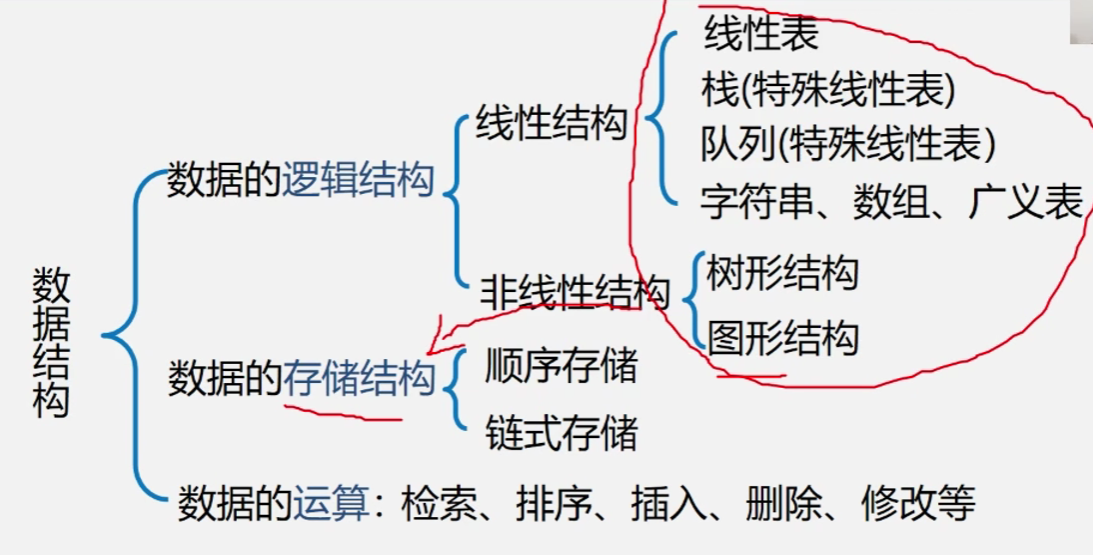 线性表
栈(特殊线性表)
线性结构
队列(特殊线性表）
数据的逻辑结构
字符串、数组、广义表
非线性结构
树形结构
图形结构
数据结构
数据的存储结构
顺序存储
链式存储
数据的运算：检索、排序、插入、删除、修改等